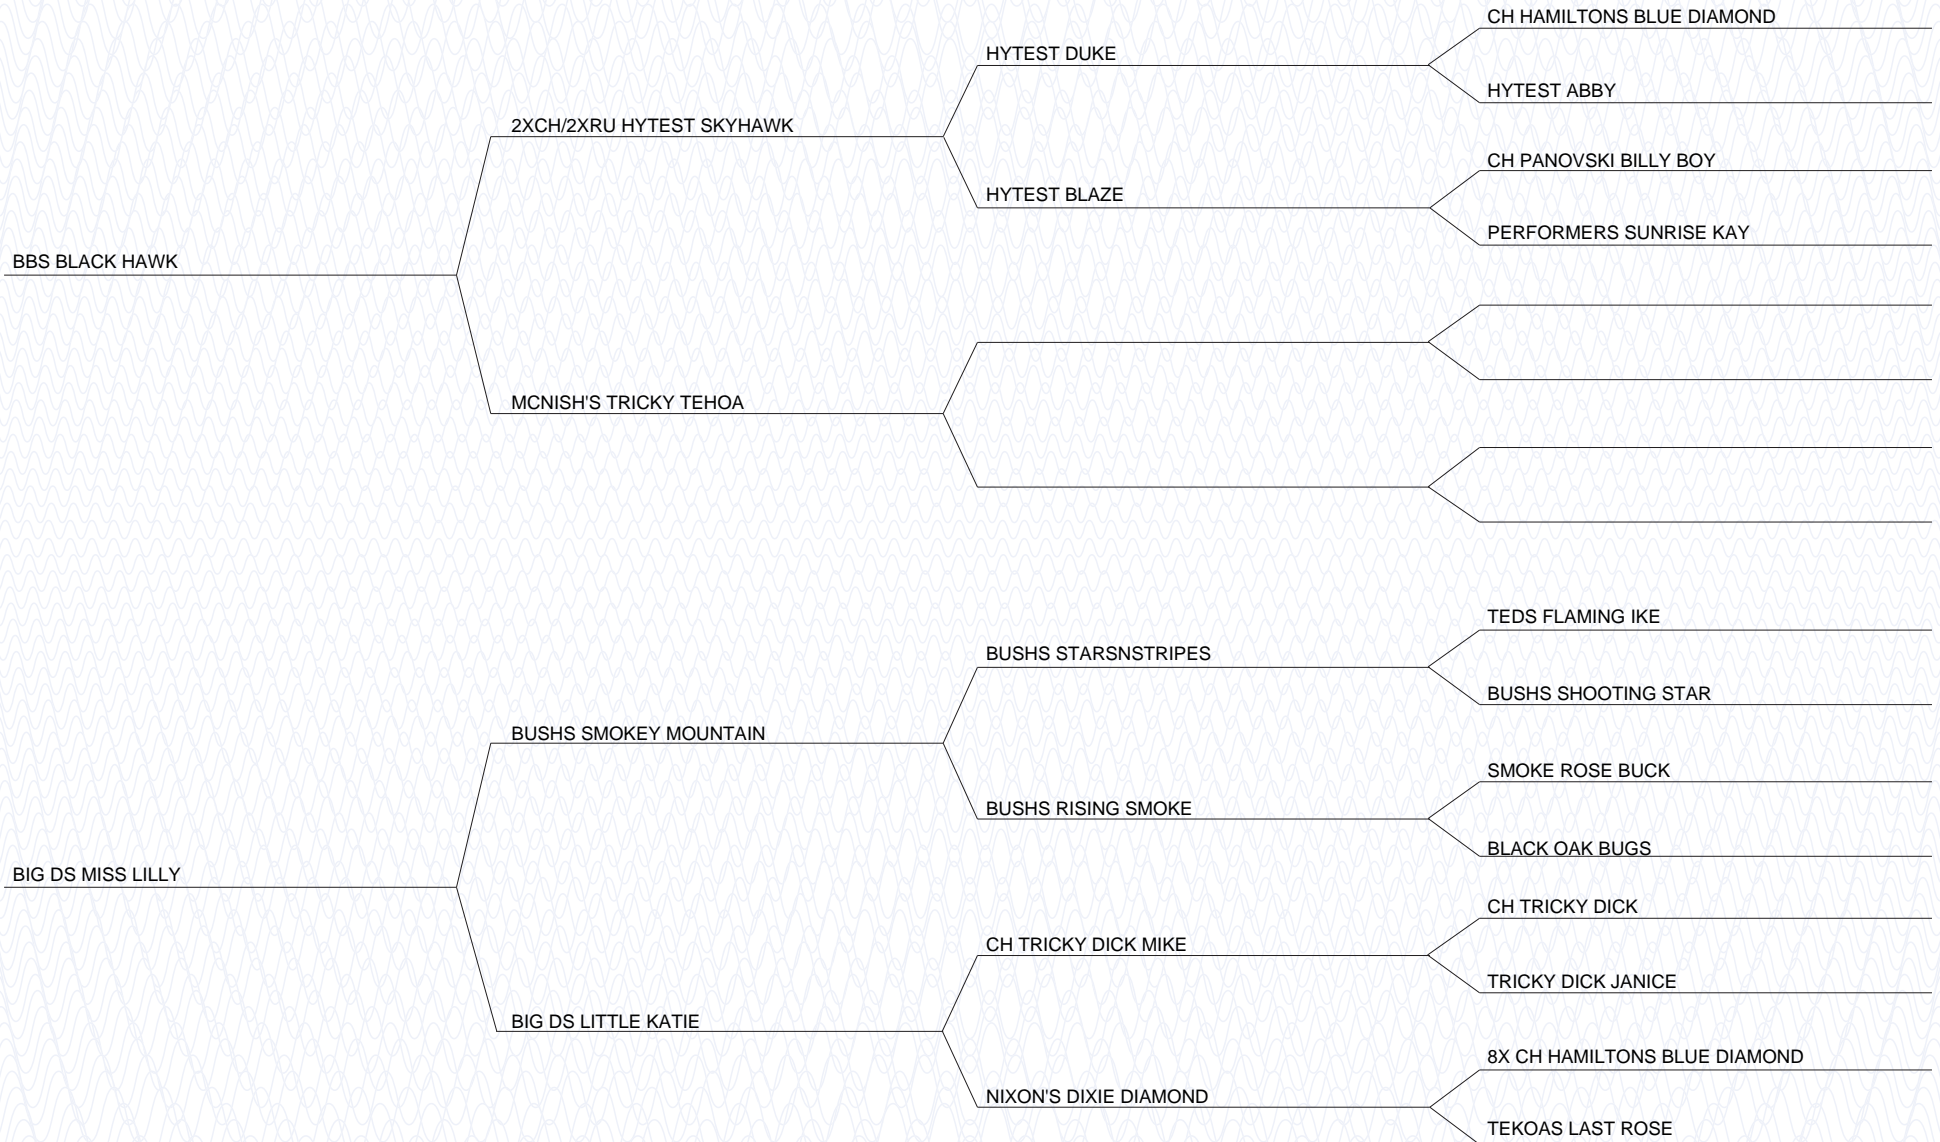 CH HAMILTONS BLUE DIAMOND
HYTEST DUKE
HYTEST ABBY
2XCH/2XRU HYTEST SKYHAWK
CH PANOVSKI BILLY BOY
HYTEST BLAZE
PERFORMERS SUNRISE KAY
BBS BLACK HAWK
MCNISH'S TRICKY TEHOA
TEDS FLAMING IKE
BUSHS STARSNSTRIPES
BUSHS SHOOTING STAR
BUSHS SMOKEY MOUNTAIN
SMOKE ROSE BUCK
BUSHS RISING SMOKE
BLACK OAK BUGS
BIG DS MISS LILLY
CH TRICKY DICK
CH TRICKY DICK MIKE
TRICKY DICK JANICE
BIG DS LITTLE KATIE
8X CH HAMILTONS BLUE DIAMOND
NIXON'S DIXIE DIAMOND
TEKOAS LAST ROSE